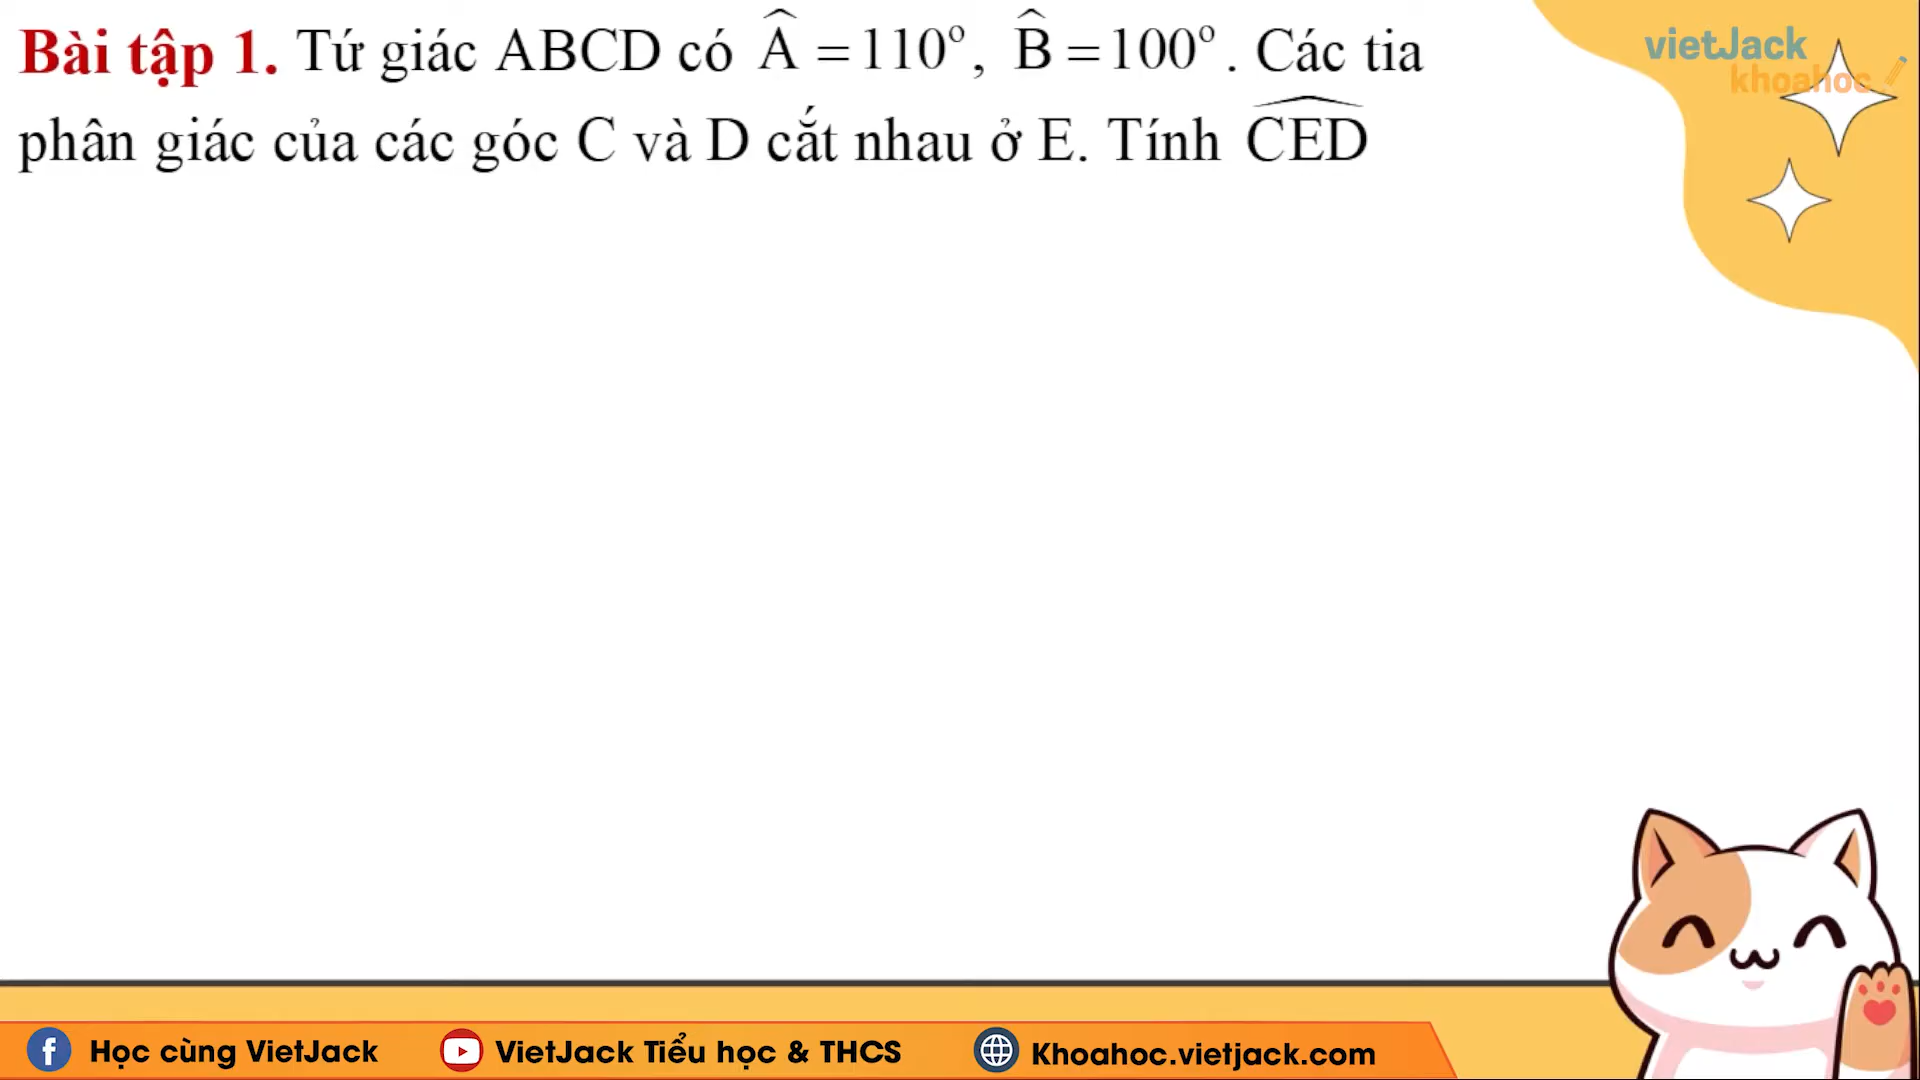 Bài tập 1. Tứ giác ABCD có Â = 110°, B̂ = 100°. Các tia
phân giác của các góc C và D cắt nhau ở E. Tính \widehat{CED}
vietJack
khoahoc
Học cùng VietJack
VietJack Tiểu học & THCS
Khoahoc.vietjack.com